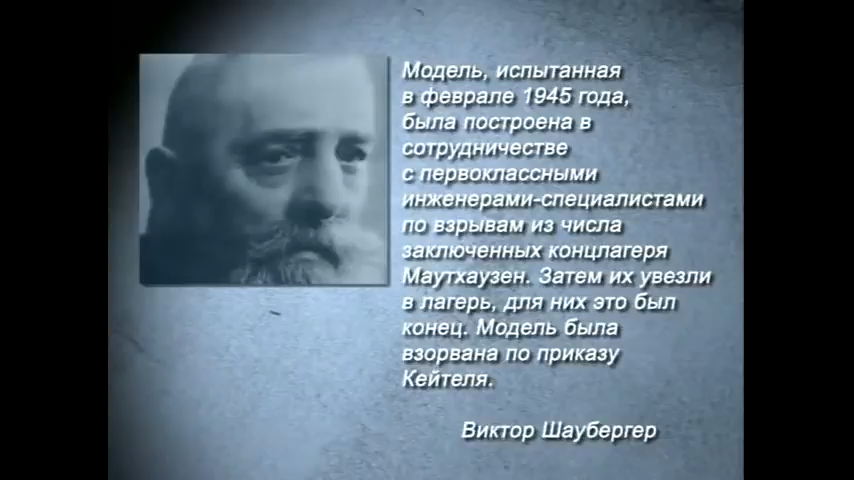 Модель, испытанная
в феврале 1945 года,
была построена в
сотрудничестве
с первоклассными
инженерами-специалистами
по взрывам из числа
заключенных концлагеря
Маутхаузен. Затем их увезли
в лагерь, для них это был
конец. Модель была
взорвана по приказу
Кейтеля.
Виктор Шаубергер